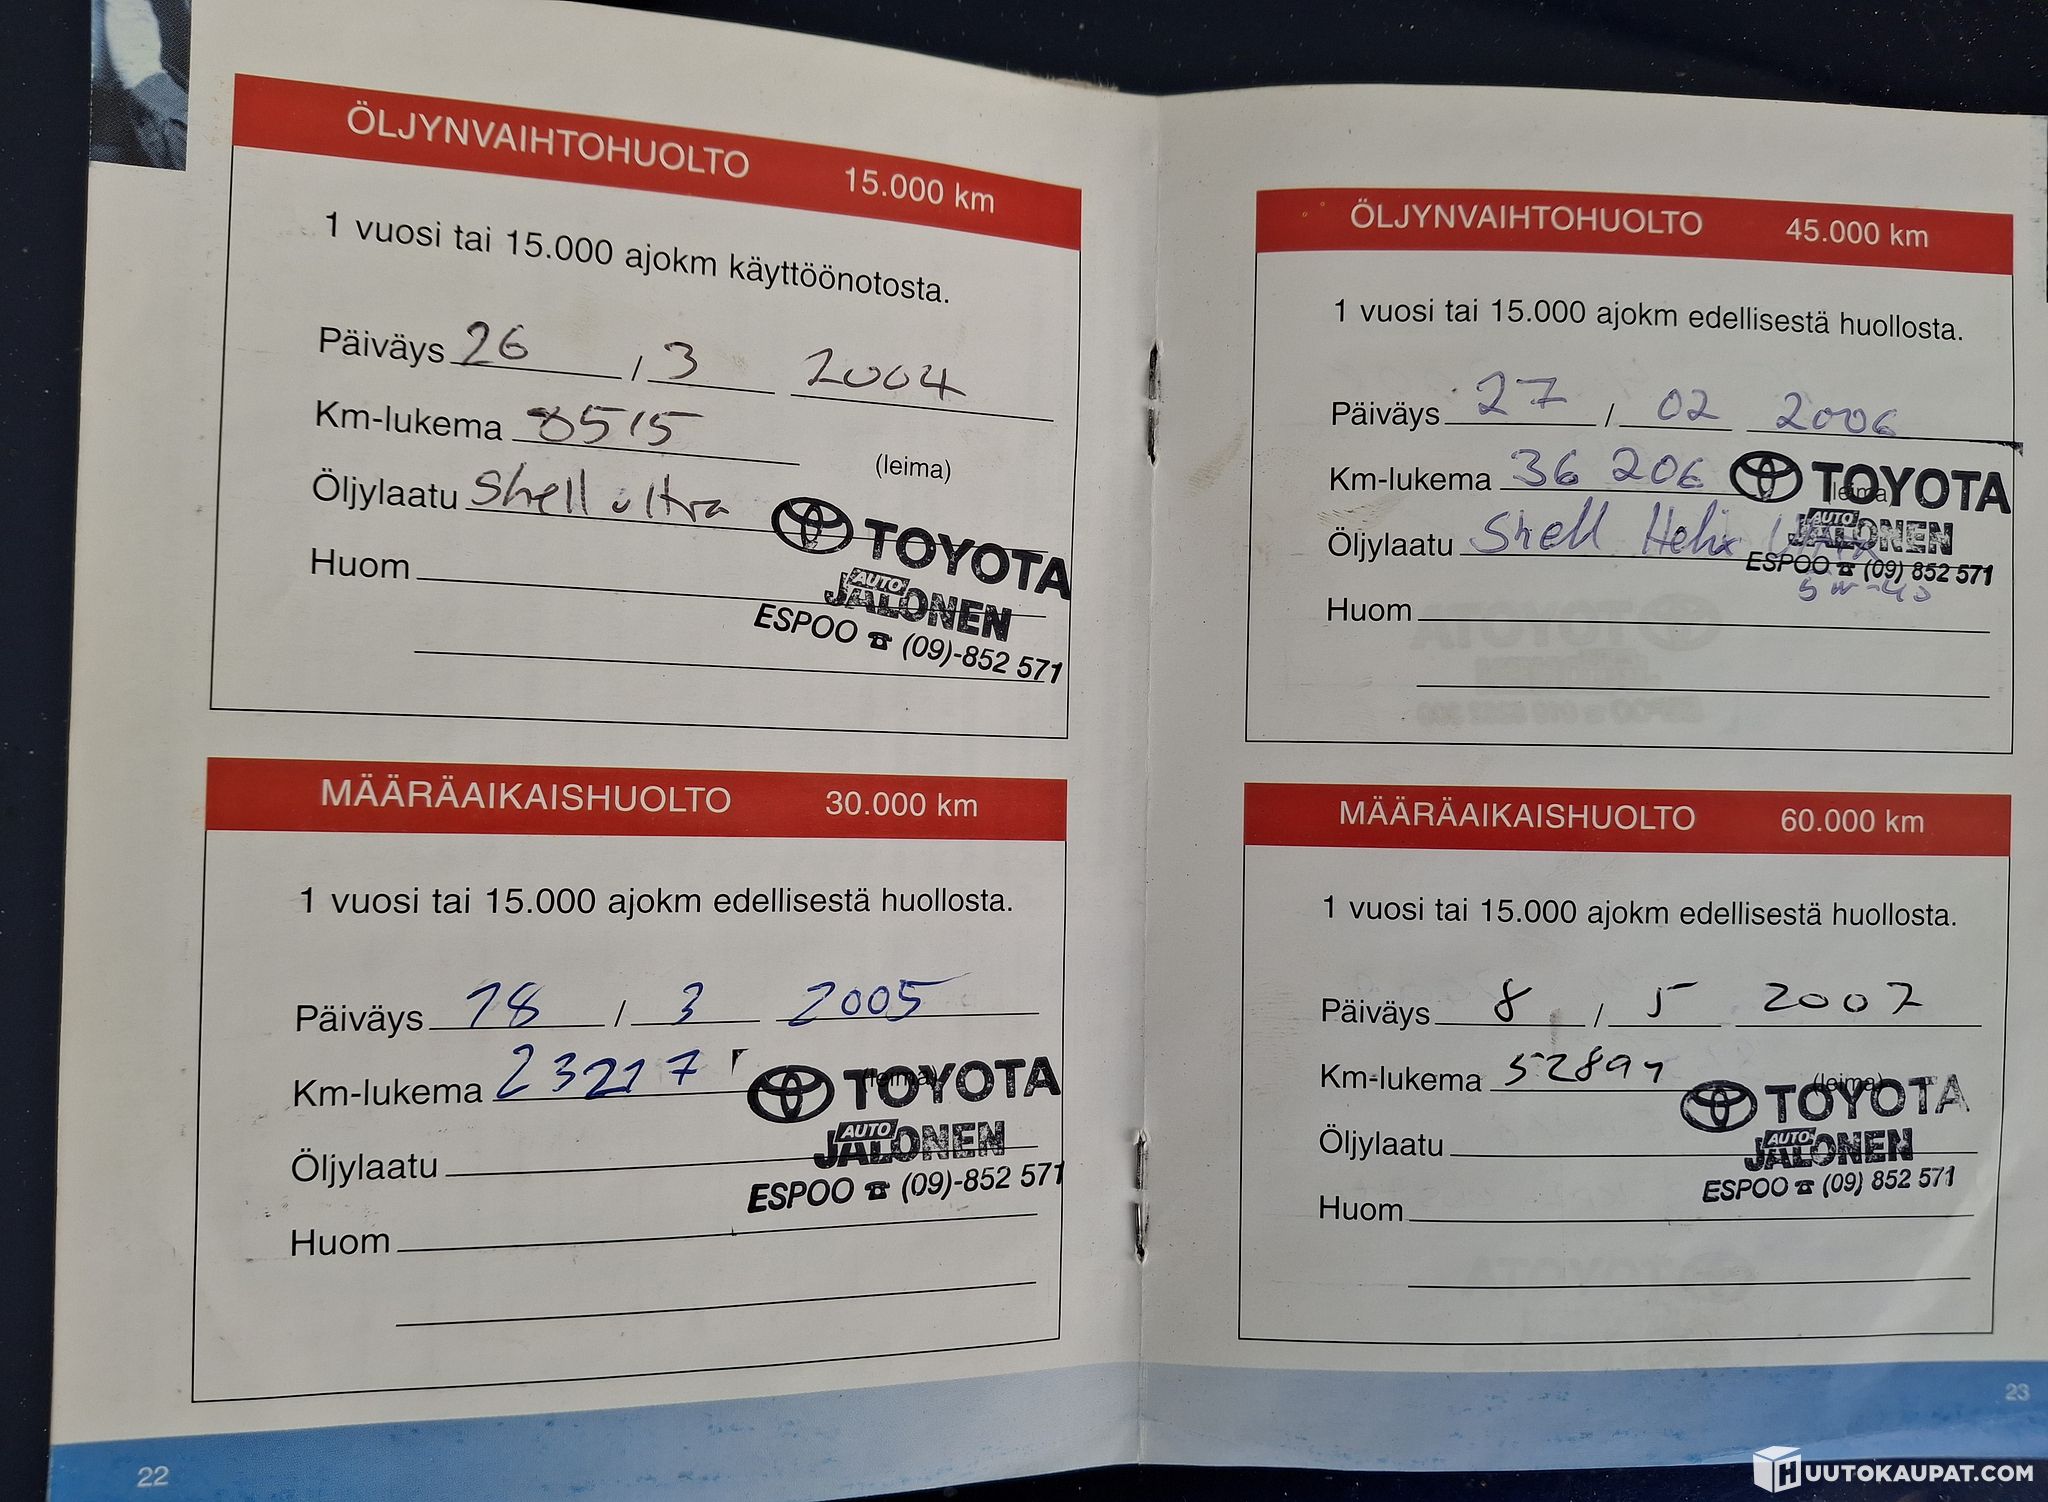 ÖLJYNVAIHTOHUOLTO 15.000 km
1 vuosi tai 15.000 ajokm käyttöönotosta.
Päiväys 26 / 3 2004
Km-lukema 8515
(leima)
Öljylaatu Shell ultra
Huom
TOYOTA
AUTO
JALONEN
ESPOO ☎ (09)-852 571
MÄÄRÄAIKAISHUOLTO 30.000 km
1 vuosi tai 15.000 ajokm edellisestä huollosta.
Päiväys 18 / 3 2005
Km-lukema 23217
(leima)
TOYOTA
AUTO
JALONEN
Öljylaatu
ESPOO ☎ (09)-852 571
Huom
22
ÖLJYNVAIHTOHUOLTO 45.000 km
1 vuosi tai 15.000 ajokm edellisestä huollosta.
Päiväys 27 / 02 2006
Km-lukema 36 206
(leima)
TOYOTA
AUTO
JALONEN
Öljylaatu Shell Helix
ESPOO ☎ (09) 852 571
5w-40
Huom
MÄÄRÄAIKAISHUOLTO 60.000 km
1 vuosi tai 15.000 ajokm edellisestä huollosta.
Päiväys 8 / 5 2007
Km-lukema 52891
(leima)
TOYOTA
AUTO
JALONEN
Öljylaatu
ESPOO ☎ (09) 852 571
Huom
23
HUUTOKAUPAT.COM